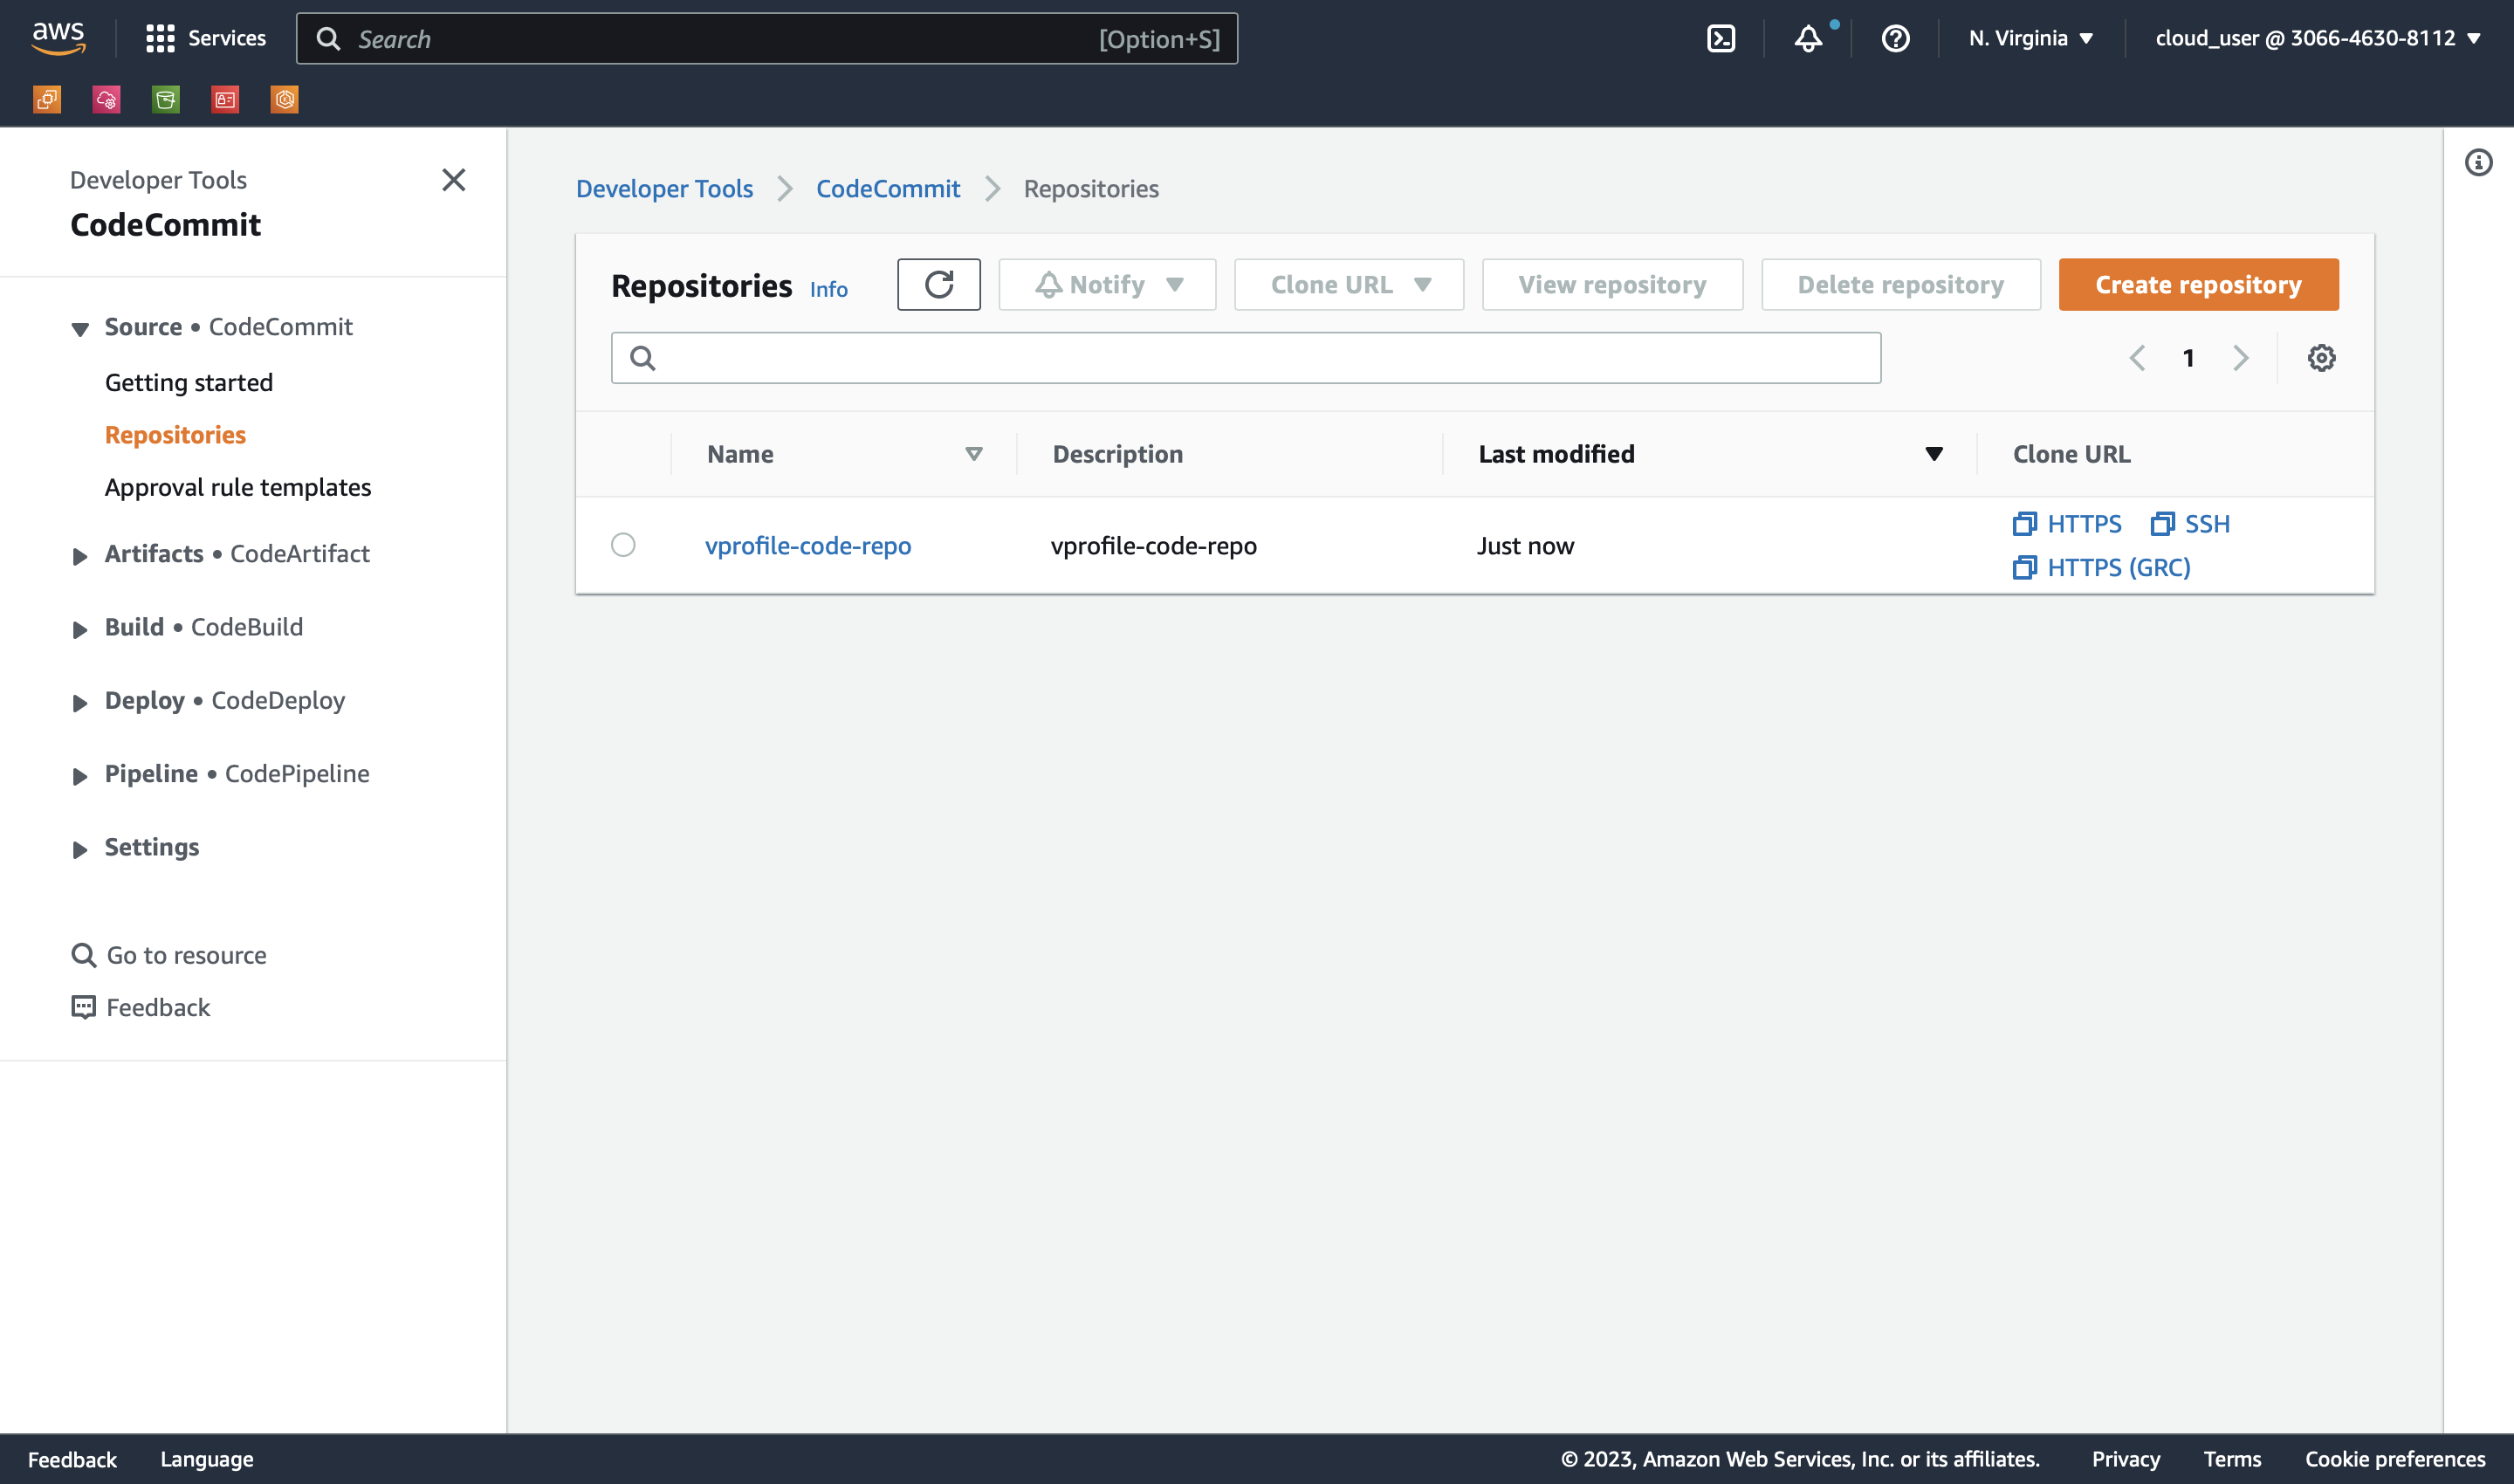 aws
Services
Search [Option+S]
N. Virginia
cloud_user @ 3066-4630-8112
Developer Tools
CodeCommit
Source • CodeCommit
Getting started
Repositories
Approval rule templates
Artifacts • CodeArtifact
Build • CodeBuild
Deploy • CodeDeploy
Pipeline • CodePipeline
Settings
Go to resource
Feedback
Developer Tools
CodeCommit
Repositories
Repositories Info
Notify
Clone URL
View repository
Delete repository
Create repository
1
Name
Description
Last modified
Clone URL
vprofile-code-repo
vprofile-code-repo
Just now
HTTPS
SSH
HTTPS (GRC)
Feedback
Language
© 2023, Amazon Web Services, Inc. or its affiliates.
Privacy
Terms
Cookie preferences